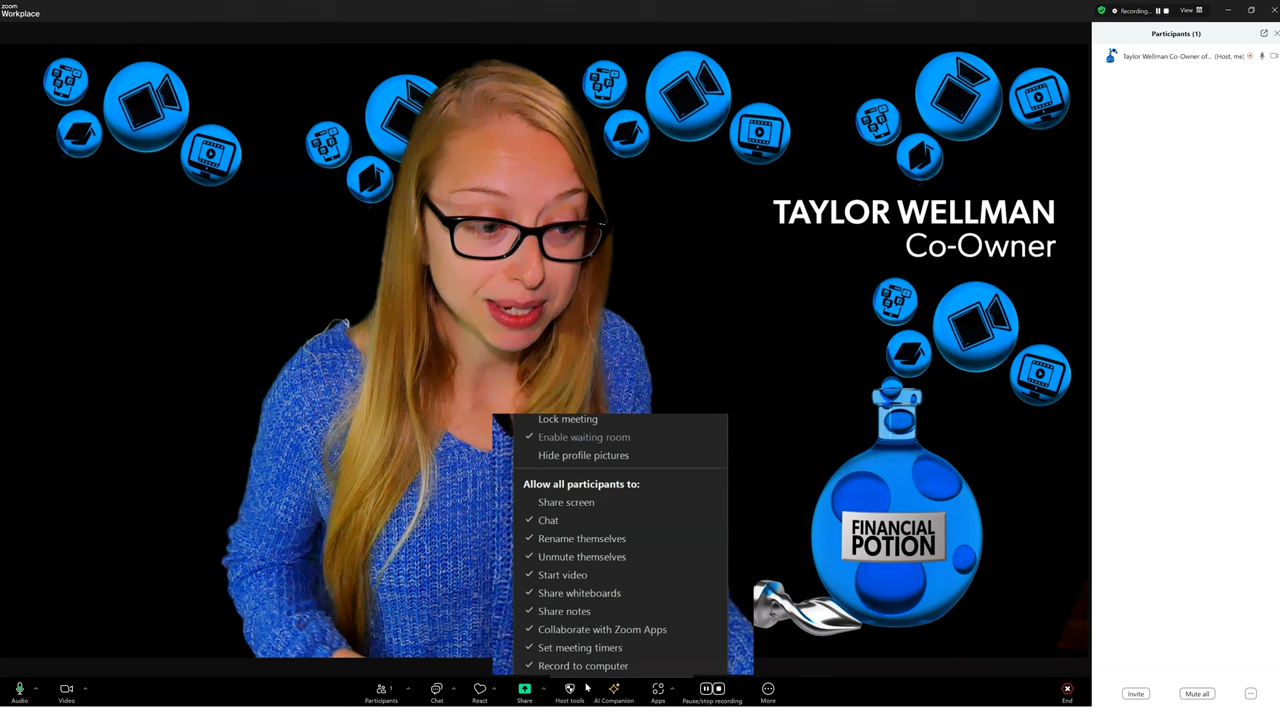 zoom
Workplace
Recording...
View
Participants (1)
Taylor Wellman Co-Owner of... (Host, me)
TAYLOR WELLMAN
Co-Owner
FINANCIAL
POTION
Lock meeting
Enable waiting room
Hide profile pictures
Allow all participants to:
Share screen
Chat
Rename themselves
Unmute themselves
Start video
Share whiteboards
Share notes
Collaborate with Zoom Apps
Set meeting timers
Record to computer
Audio
Video
1
Participants
Chat
React
Share
Host tools
AI Companion
Apps
Pause/stop recording
More
End
Invite
Mute all